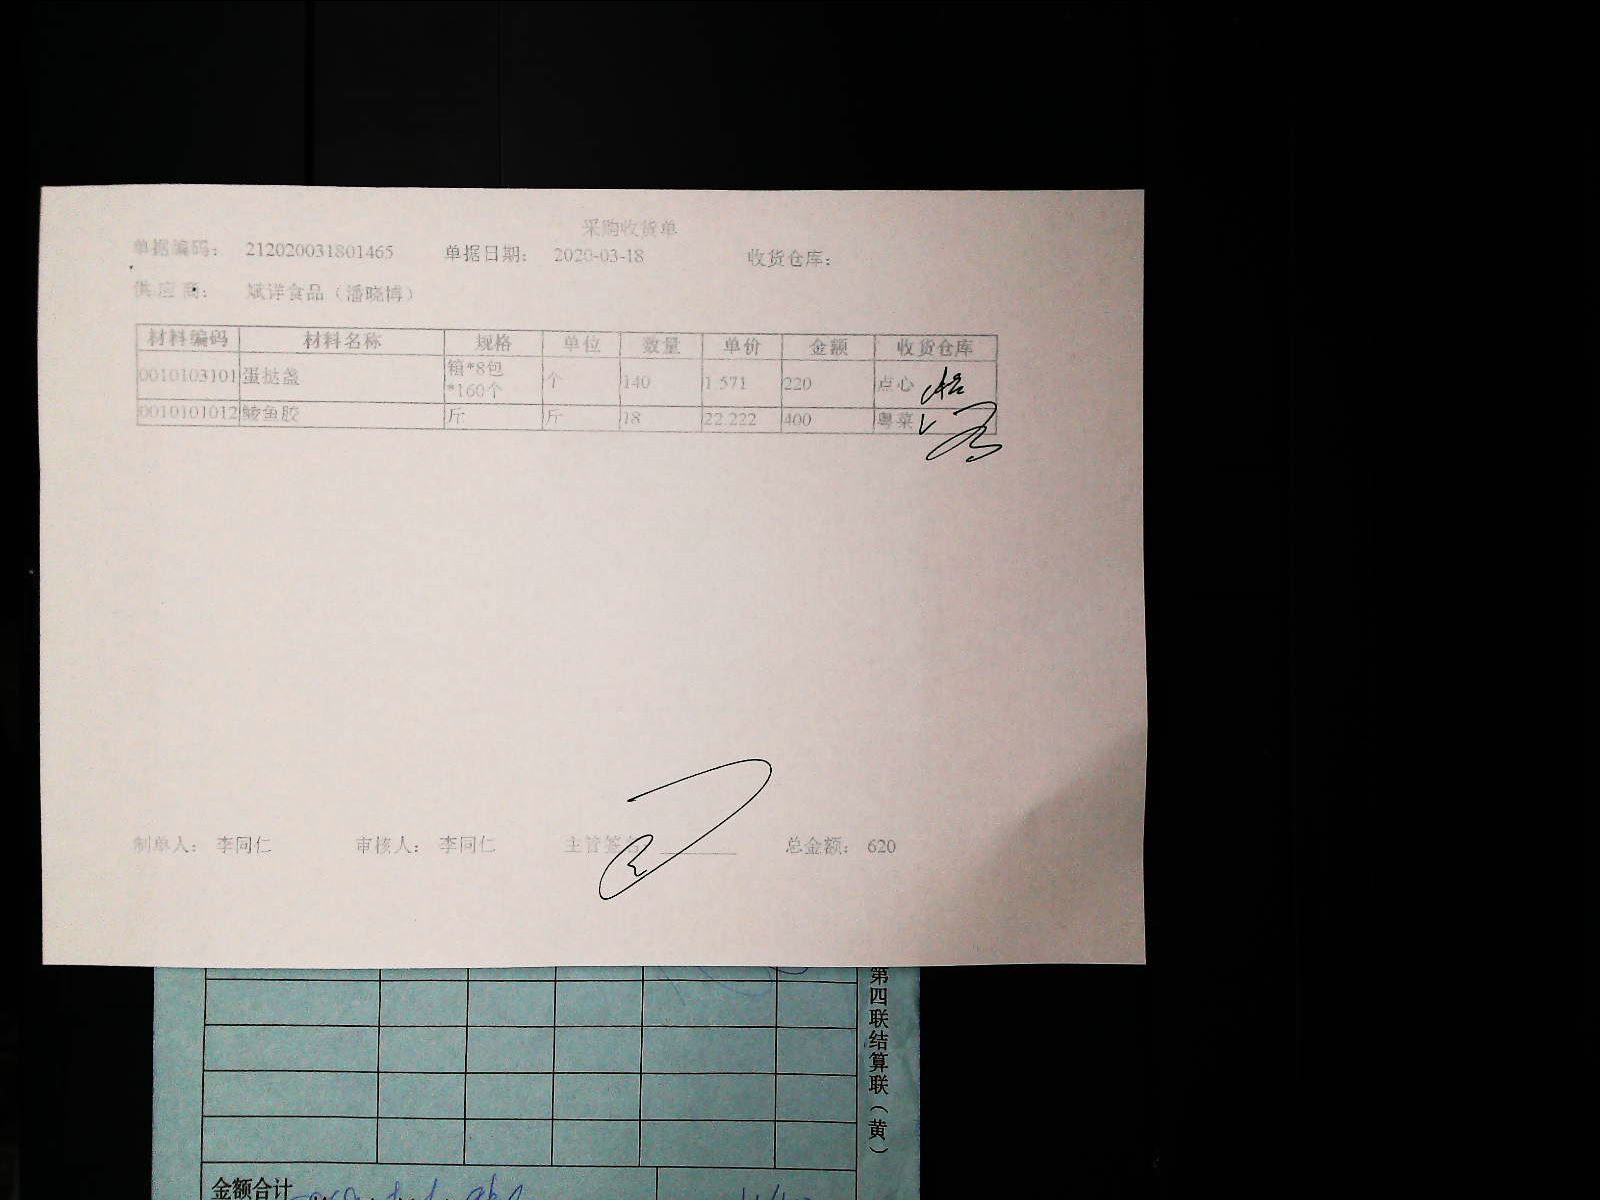 采购收货单
单据编码： 212020031801465 单据日期： 2020-03-18 收货仓库：
供应商： 斌详食品（潘晓博）
材料编码 材料名称 规格 单位 数量 单价 金额 收货仓库
0010103101 蛋挞盏 箱*8包*160个 个 140 1.571 220 点心
0010101012 鲮鱼胶 斤 斤 18 22.222 400 粤菜
制单人： 李同仁 审核人： 李同仁 主管签名 总金额： 620
第四联结算联（黄）
金额合计